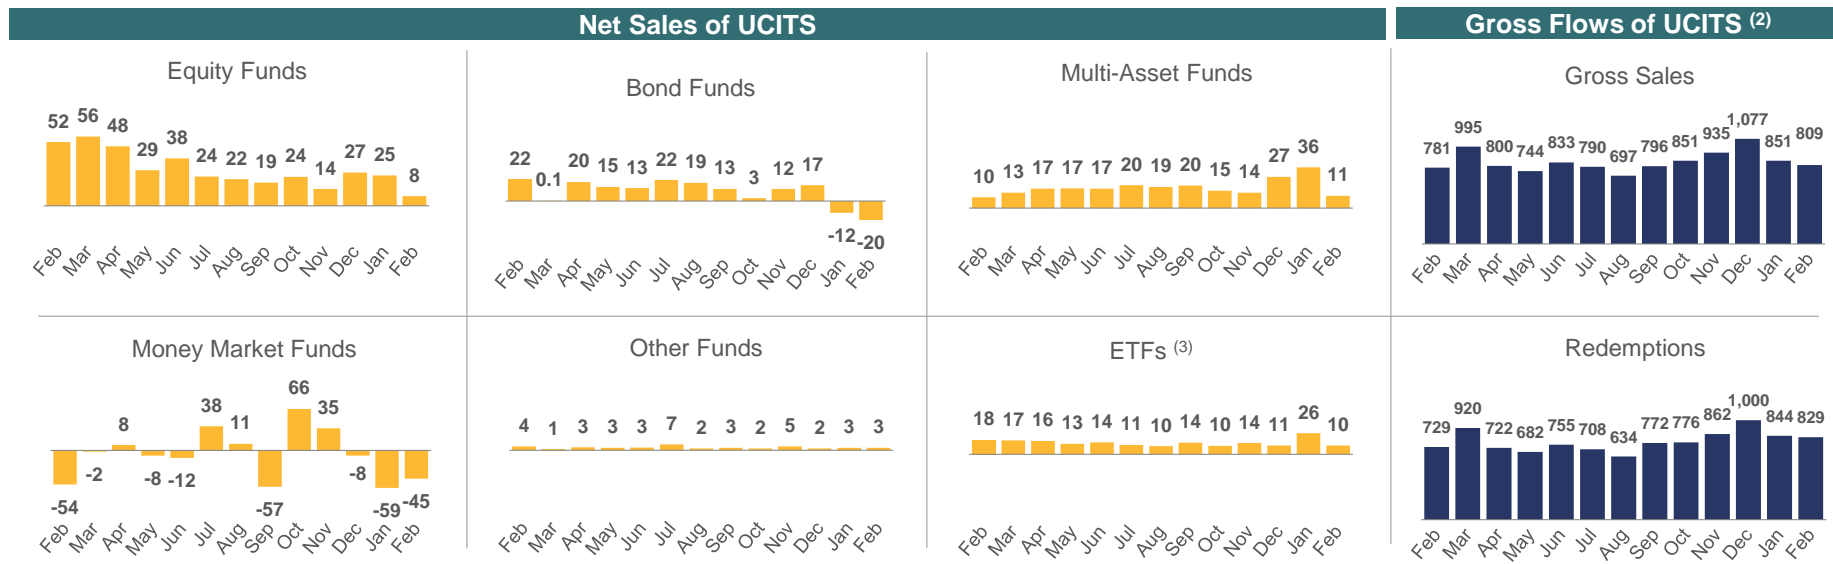 Net Sales of UCITS
Gross Flows of UCITS (2)
Equity Funds
52 56 48 29 38 24 22 19 24 14 27 25 8
Feb Mar Apr May Jun Jul Aug Sep Oct Nov Dec Jan Feb
Bond Funds
22 0.1 20 15 13 22 19 13 3 12 17 -12 -20
Feb Mar Apr May Jun Jul Aug Sep Oct Nov Dec Jan Feb
Multi-Asset Funds
10 13 17 17 17 20 19 20 15 14 27 36 11
Feb Mar Apr May Jun Jul Aug Sep Oct Nov Dec Jan Feb
Gross Sales
781 995 800 744 833 790 697 796 851 935 1,077 851 809
Feb Mar Apr May Jun Jul Aug Sep Oct Nov Dec Jan Feb
Money Market Funds
-54 -2 8 -8 -12 38 11 -57 66 35 -8 -59 -45
Feb Mar Apr May Jun Jul Aug Sep Oct Nov Dec Jan Feb
Other Funds
4 1 3 3 3 7 2 3 2 5 2 3 3
Feb Mar Apr May Jun Jul Aug Sep Oct Nov Dec Jan Feb
ETFs (3)
18 17 16 13 14 11 10 14 10 14 11 26 10
Feb Mar Apr May Jun Jul Aug Sep Oct Nov Dec Jan Feb
Redemptions
729 920 722 682 755 708 634 772 776 862 1,000 844 829
Feb Mar Apr May Jun Jul Aug Sep Oct Nov Dec Jan Feb